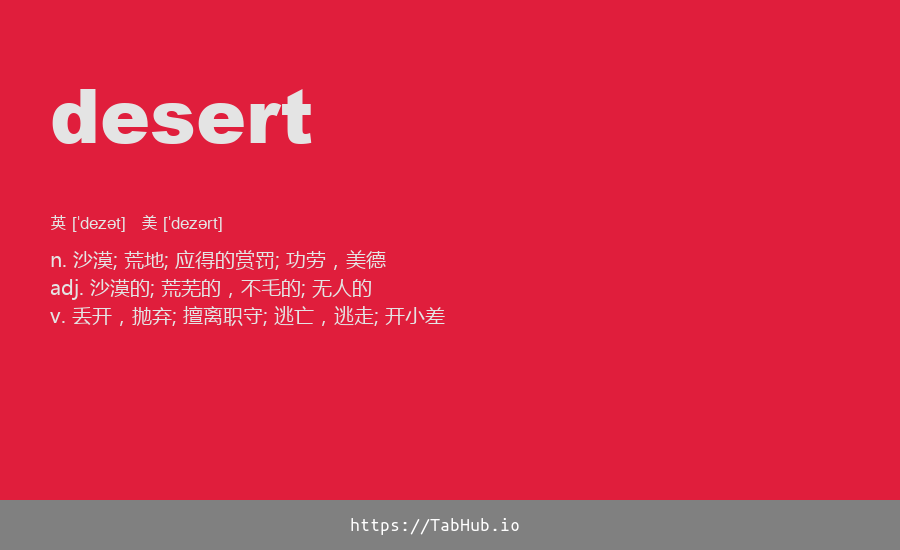 desert
英 [ˈdezət] 美 [ˈdezərt]
n. 沙漠; 荒地; 应得的赏罚; 功劳，美德
adj. 沙漠的; 荒芜的，不毛的; 无人的
v. 丢开，抛弃; 擅离职守; 逃亡，逃走; 开小差
https://TabHub.io